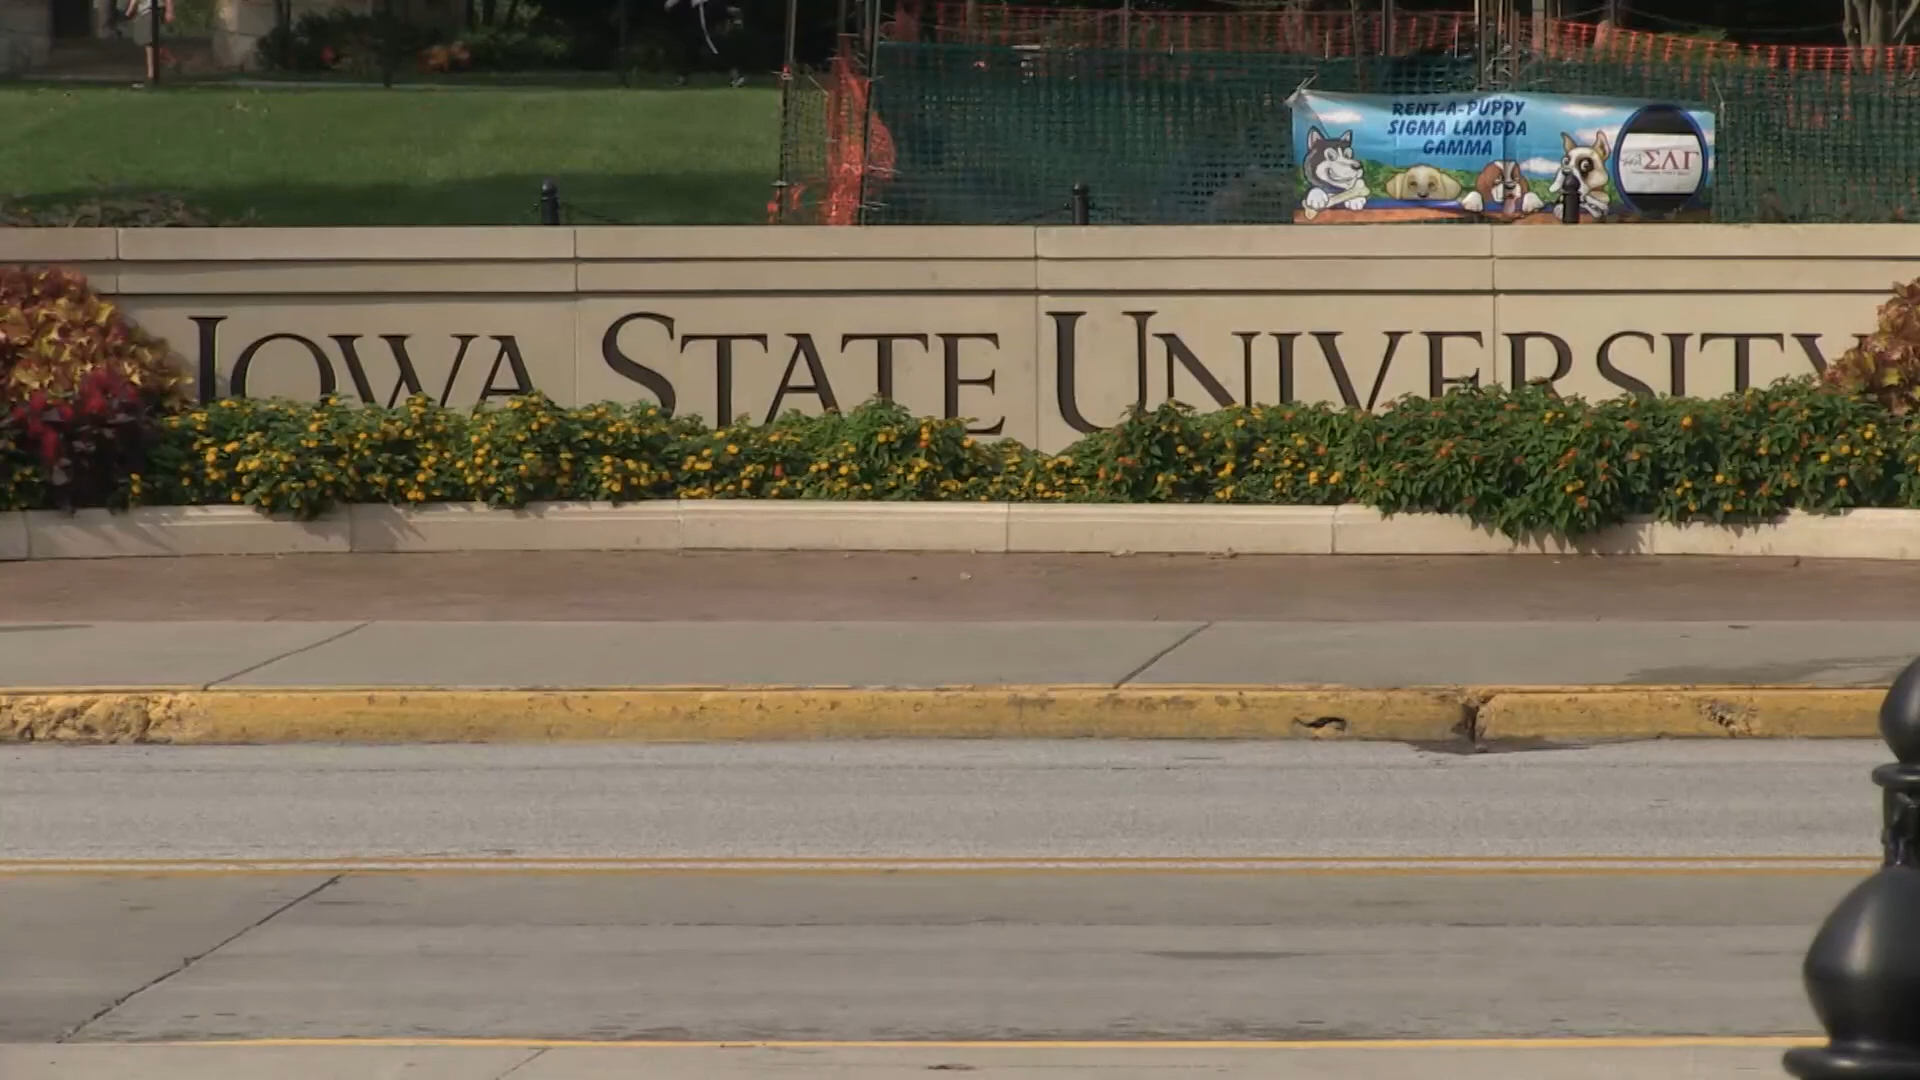 RENT-A-PUPPY
SIGMA LAMBDA
GAMMA
ΣΛΓ
IOWA STATE UNIVERSITY